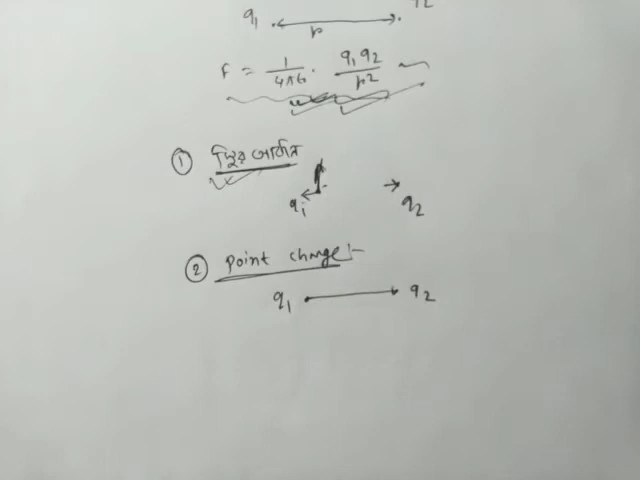 q₁ q₂
r
F = 1/4πε₀ · q₁q₂/r²
① স্থির আধান
q₁ q₂
② point charge :-
q₁ q₂